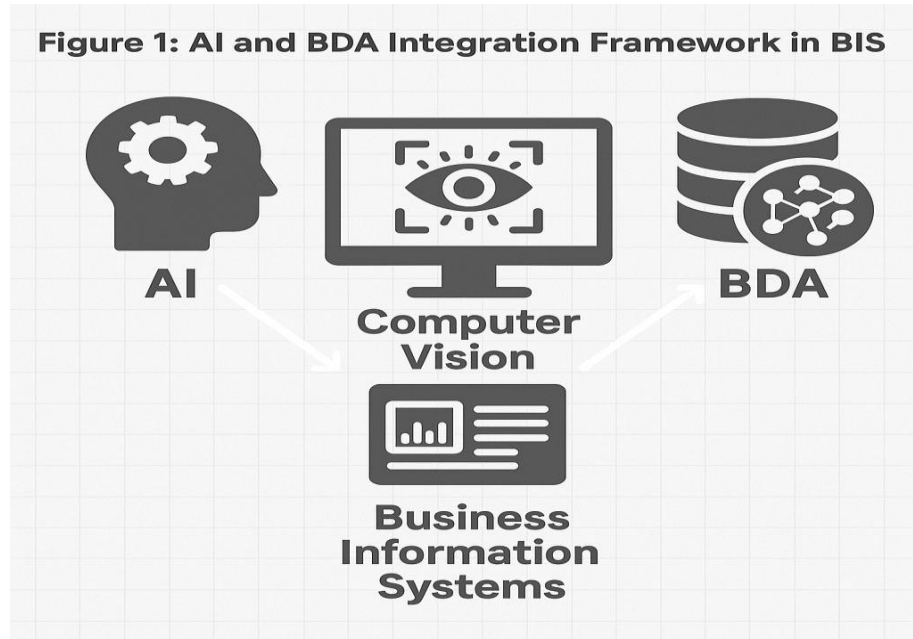 Figure 1: AI and BDA Integration Framework in BIS
AI
BDA
Computer
Vision
Business
Information
Systems